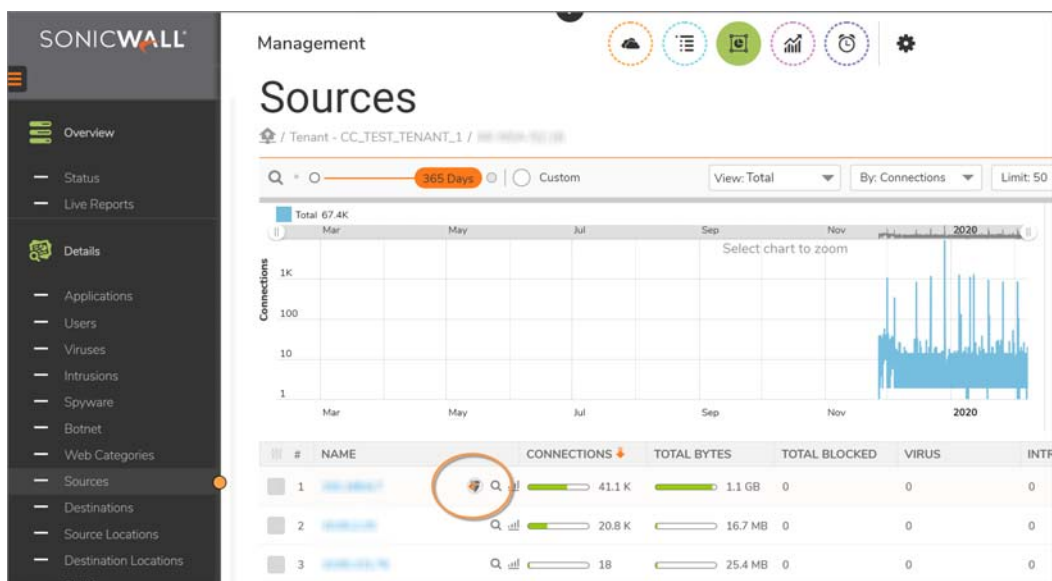 SONICWALL
Management
Overview
Status
Live Reports
Details
Applications
Users
Viruses
Intrusions
Spyware
Botnet
Web Categories
Sources
Destinations
Source Locations
Destination Locations
Sources
/ Tenant - CC_TEST_TENANT_1 /
365 Days
Custom
View: Total
By: Connections
Limit: 50
Total 67.4K
Mar May Jul Sep Nov 2020
Select chart to zoom
Connections
1K
100
10
1
Mar May Jul Sep Nov 2020
# NAME CONNECTIONS TOTAL BYTES TOTAL BLOCKED VIRUS INTR
1 41.1 K 1.1 GB 0 0 0
2 20.8 K 16.7 MB 0 0 0
3 18 25.4 MB 0 0 0